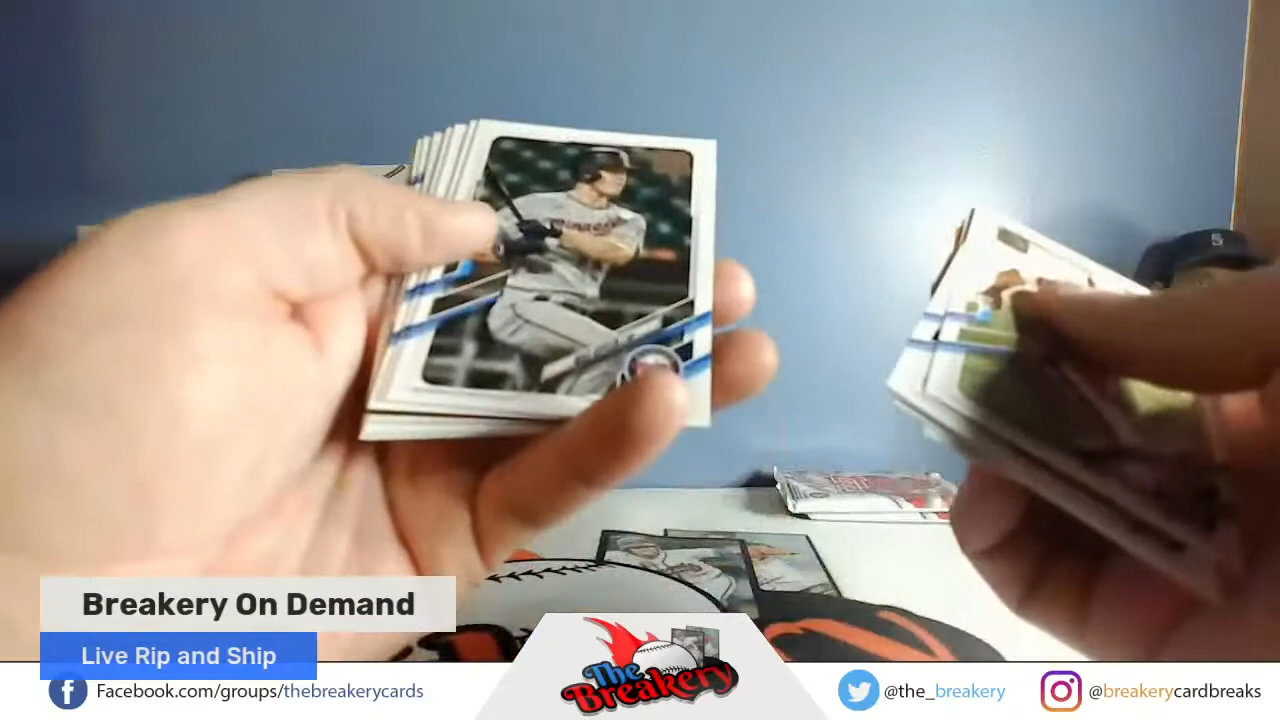 S
Breakery On Demand
Live Rip and Ship
Facebook.com/groups/thebreakerycards
The
Breakery
@the_breakery
@breakerycardbreaks